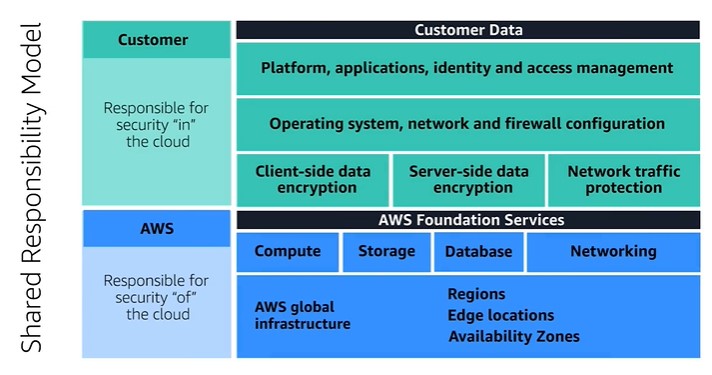 Shared Responsibility Model
Customer
Responsible for
security “in”
the cloud
Customer Data
Platform, applications, identity and access management
Operating system, network and firewall configuration
Client-side data
encryption
Server-side data
encryption
Network traffic
protection
AWS
Responsible for
security “of”
the cloud
AWS Foundation Services
Compute
Storage
Database
Networking
AWS global
infrastructure
Regions
Edge locations
Availability Zones